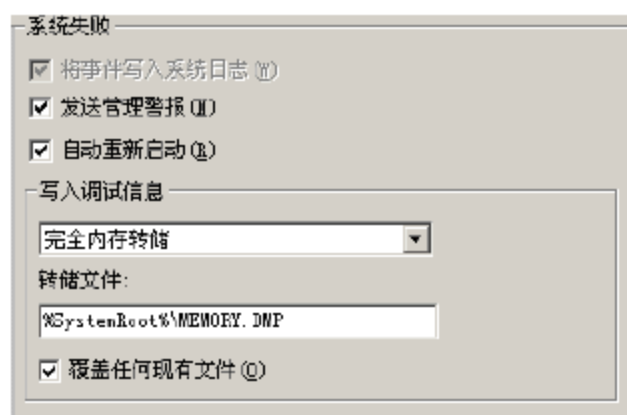 系统失败
将事件写入系统日志(W)
发送管理警报(N)
自动重新启动(R)
写入调试信息
完全内存转储
转储文件:
%SystemRoot%\MEMORY.DMP
覆盖任何现有文件(O)